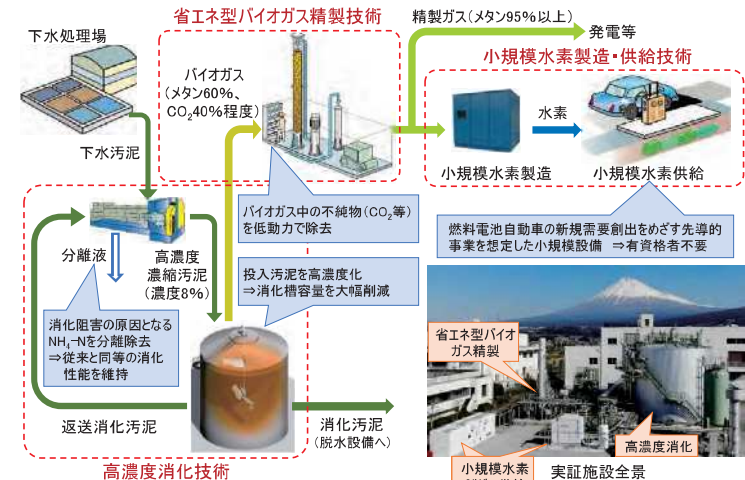 省エネ型バイオガス精製技術
精製ガス(メタン95%以上)
発電等
下水処理場
バイオガス
(メタン60%、
CO₂40%程度)
小規模水素製造・供給技術
水素
下水汚泥
小規模水素製造
小規模水素供給
バイオガス中の不純物(CO₂等)
を低動力で除去
燃料電池自動車の新規需要創出をめざす先導的
事業を想定した小規模設備 ⇒有資格者不要
分離液
高濃度
濃縮汚泥
(濃度8%)
投入汚泥を高濃度化
⇒消化槽容量を大幅削減
消化阻害の原因となる
NH₄-Nを分離除去
⇒従来と同等の消化
性能を維持
省エネ型バイオ
ガス精製
返送消化汚泥
消化汚泥
(脱水設備へ)
高濃度消化
高濃度消化技術
小規模水素
実証施設全景